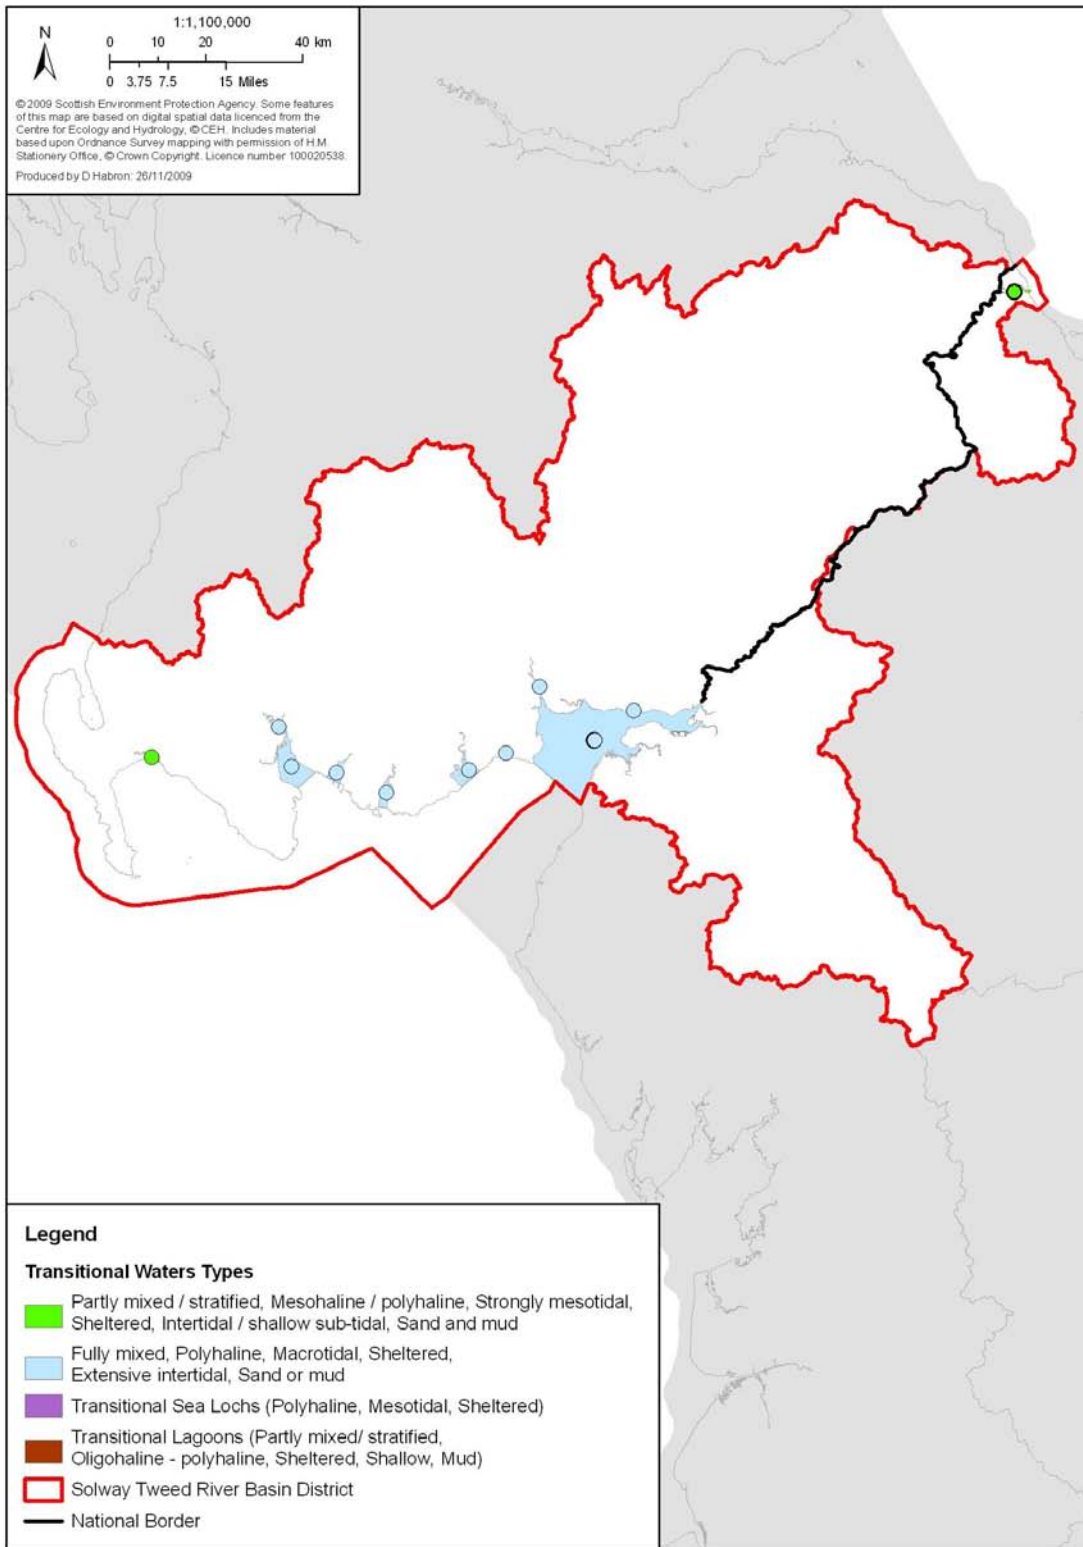 N
1:1,100,000
0 10 20 40 km
0 3.75 7.5 15 Miles
© 2009 Scottish Environment Protection Agency. Some features
of this map are based on digital spatial data licenced from the
Centre for Ecology and Hydrology, © CEH. Includes material
based upon Ordnance Survey mapping with permission of H.M.
Stationery Office, © Crown Copyright. Licence number 100020538.
Produced by D Habron: 26/11/2009
Legend
Transitional Waters Types
Partly mixed / stratified, Mesohaline / polyhaline, Strongly mesotidal,
Sheltered, Intertidal / shallow sub-tidal, Sand and mud
Fully mixed, Polyhaline, Macrotidal, Sheltered,
Extensive intertidal, Sand or mud
Transitional Sea Lochs (Polyhaline, Mesotidal, Sheltered)
Transitional Lagoons (Partly mixed/ stratified,
Oligohaline - polyhaline, Sheltered, Shallow, Mud)
Solway Tweed River Basin District
National Border